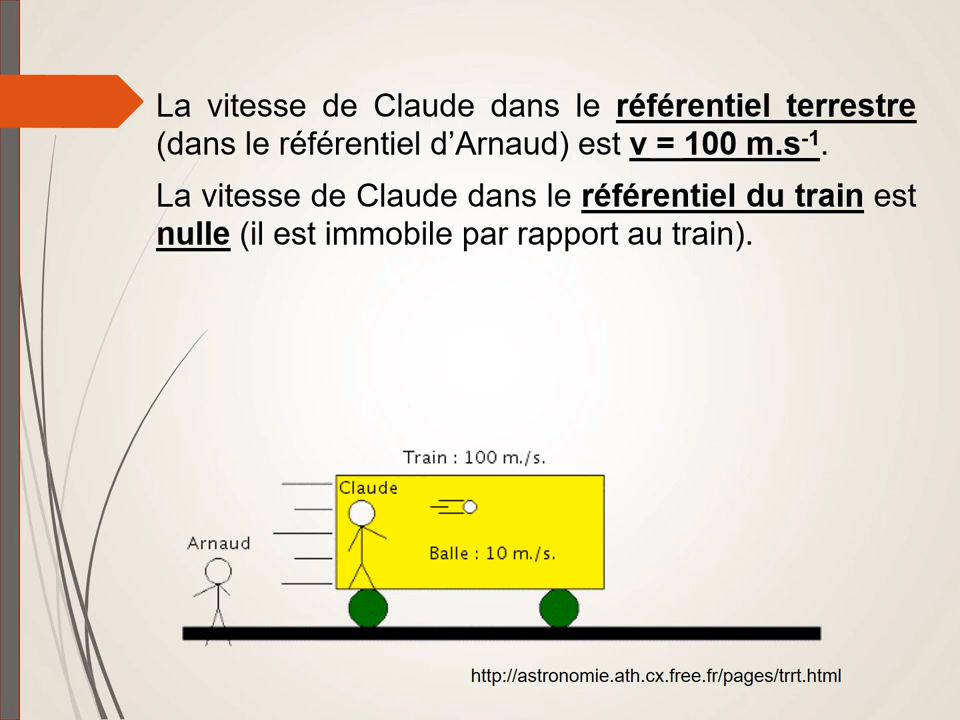 La vitesse de Claude dans le référentiel terrestre
(dans le référentiel d’Arnaud) est v = 100 m.s-1.
La vitesse de Claude dans le référentiel du train est
nulle (il est immobile par rapport au train).
Train : 100 m./s.
Claude
Arnaud
Balle : 10 m./s.
http://astronomie.ath.cx.free.fr/pages/trrt.html